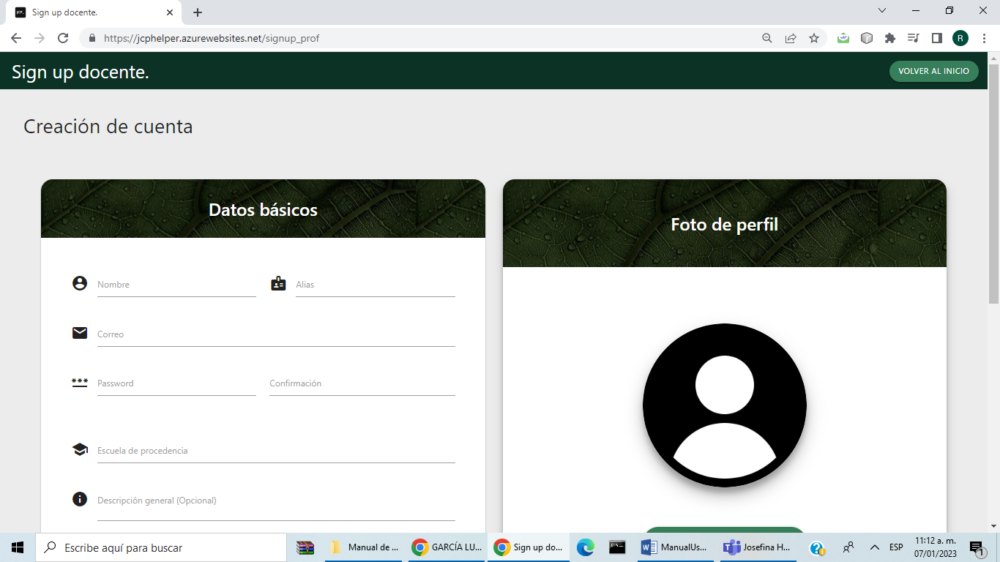 JCP_
Sign up docente.
https://jcphelper.azurewebsites.net/signup_prof
R
Sign up docente.
VOLVER AL INICIO
Creación de cuenta
Datos básicos
Foto de perfil
Nombre
Alias
Correo
***
Password
Confirmación
Escuela de procedencia
Descripción general (Opcional)
Escribe aquí para buscar
Manual de ...
GARCÍA LU...
Sign up do...
ManualUs...
Josefina H...
ESP
11:12 a. m.
07/01/2023
1